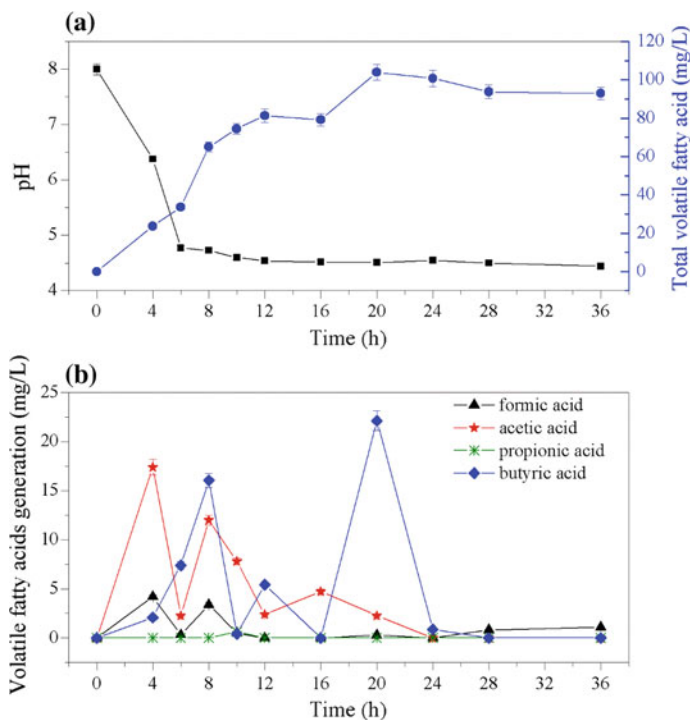 (a)
8
7
6
5
4
pH
120
100
80
60
40
20
0
Total volatile fatty acid (mg/L)
0 4 8 12 16 20 24 28 32 36
Time (h)
(b)
25
20
15
10
5
0
Volatile fatty acids generation (mg/L)
formic acid
acetic acid
propionic acid
butyric acid
0 4 8 12 16 20 24 28 32 36
Time (h)